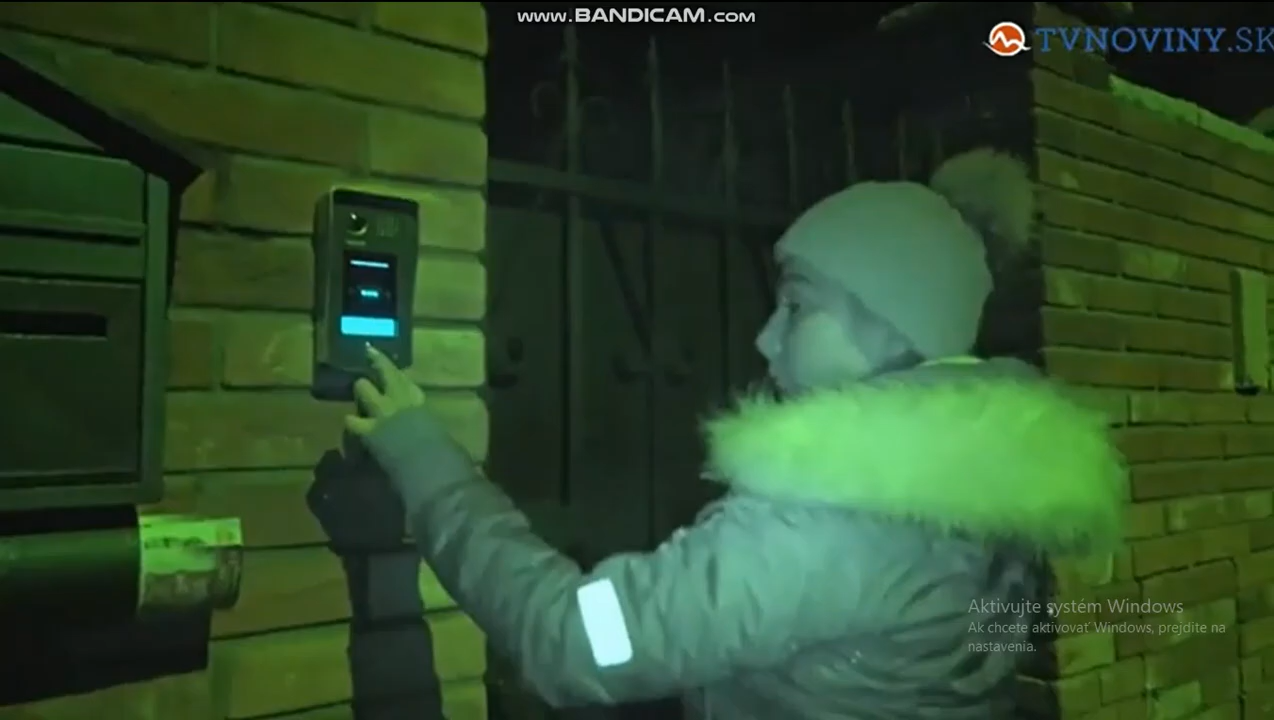 www.BANDICAM.com
TVNOVINY.SK
Aktivujte systém Windows
Ak chcete aktivovať Windows, prejdite na
nastavenia.